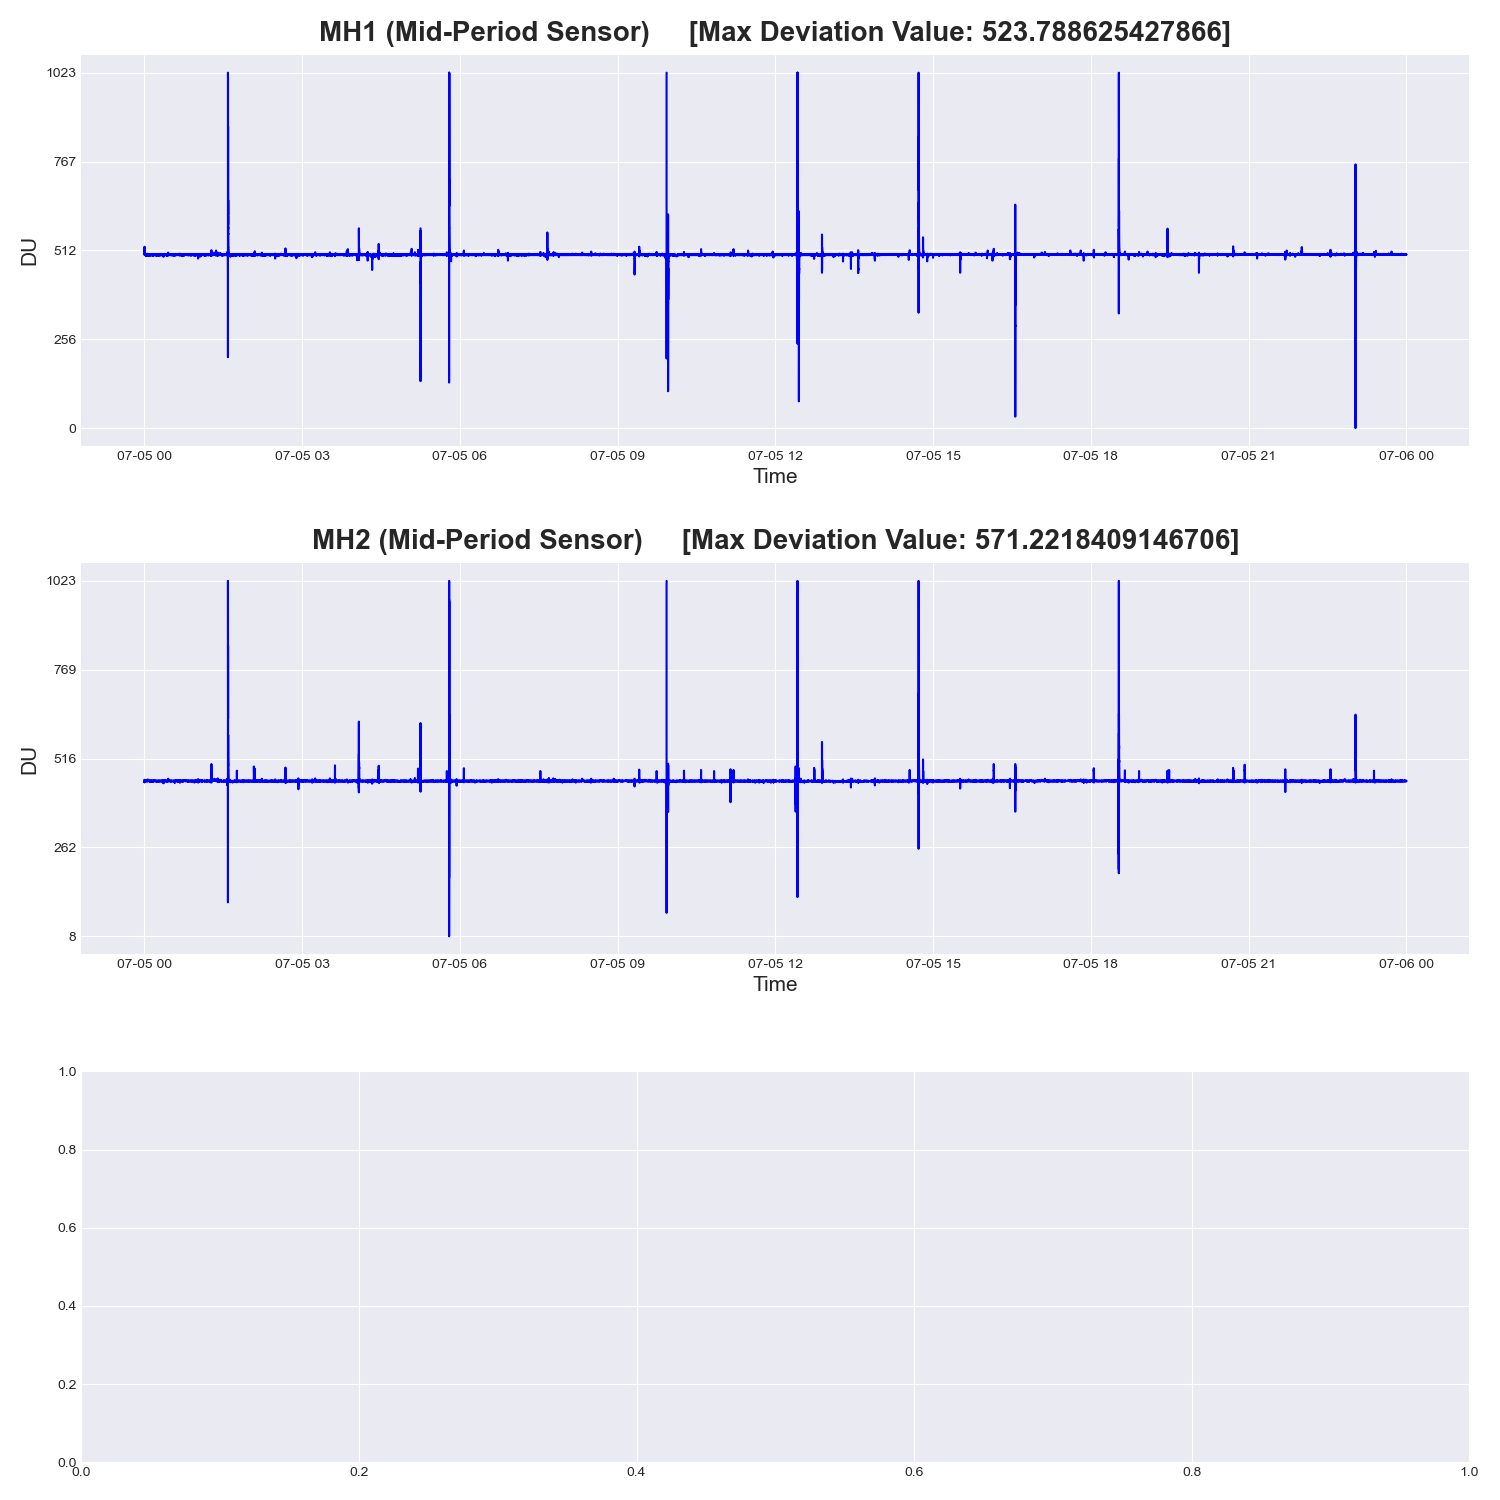 MH1 (Mid-Period Sensor) [Max Deviation Value: 523.788625427866]
1023
767
512
256
0
DU
07-05 00 07-05 03 07-05 06 07-05 09 07-05 12 07-05 15 07-05 18 07-05 21 07-06 00
Time
MH2 (Mid-Period Sensor) [Max Deviation Value: 571.2218409146706]
1023
769
516
262
8
DU
07-05 00 07-05 03 07-05 06 07-05 09 07-05 12 07-05 15 07-05 18 07-05 21 07-06 00
Time
1.0
0.8
0.6
0.4
0.2
0.0
0.0 0.2 0.4 0.6 0.8 1.0